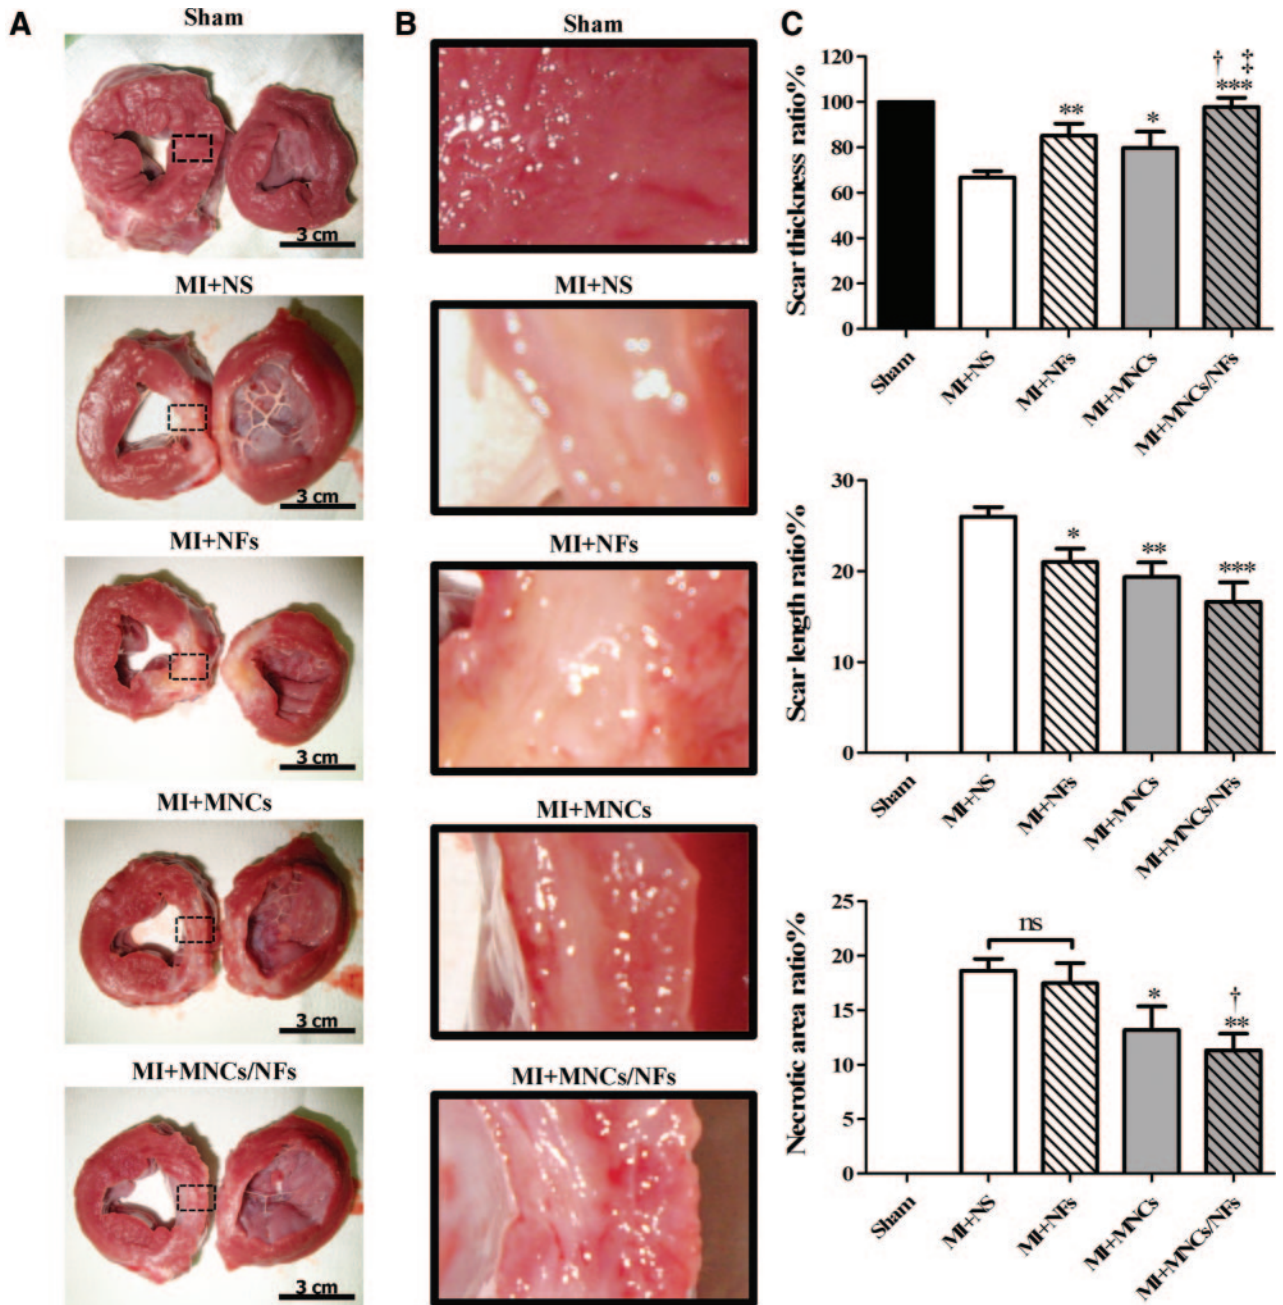 A
Sham
3 cm
MI+NS
3 cm
MI+NFs
3 cm
MI+MNCs
3 cm
MI+MNCs/NFs
3 cm
B
Sham
MI+NS
MI+NFs
MI+MNCs
MI+MNCs/NFs
C
Scar thickness ratio%
120
100
80
60
40
20
0
** * † ‡
***
Sham MI+NS MI+NFs MI+MNCs MI+MNCs/NFs
Scar length ratio%
30
20
10
0
* ** ***
Sham MI+NS MI+NFs MI+MNCs MI+MNCs/NFs
Necrotic area ratio%
25
20
15
10
5
0
ns
* †
**
Sham MI+NS MI+NFs MI+MNCs MI+MNCs/NFs